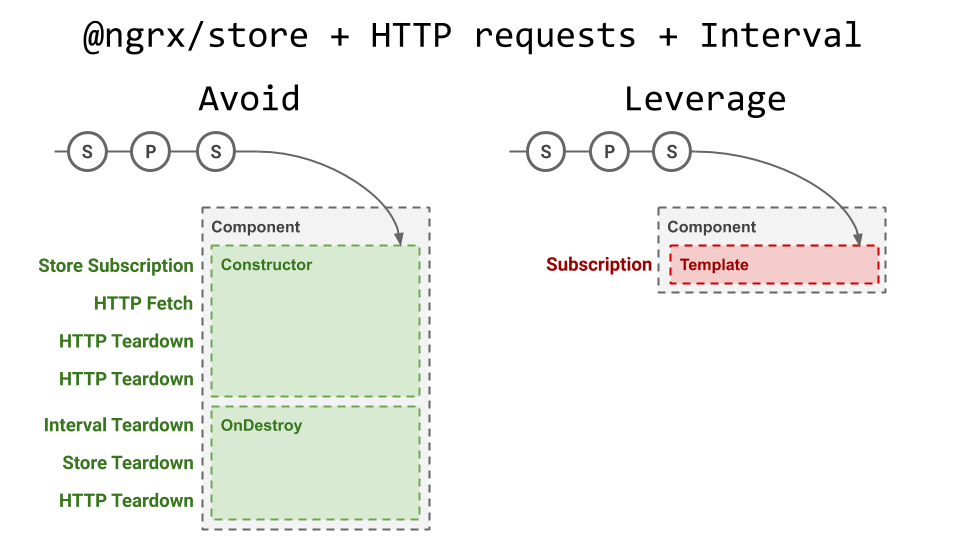 @ngrx/store + HTTP requests + Interval
Avoid
S P S
Component
Store Subscription
Constructor
HTTP Fetch
HTTP Teardown
HTTP Teardown
Interval Teardown
OnDestroy
Store Teardown
HTTP Teardown
Leverage
S P S
Component
Subscription
Template